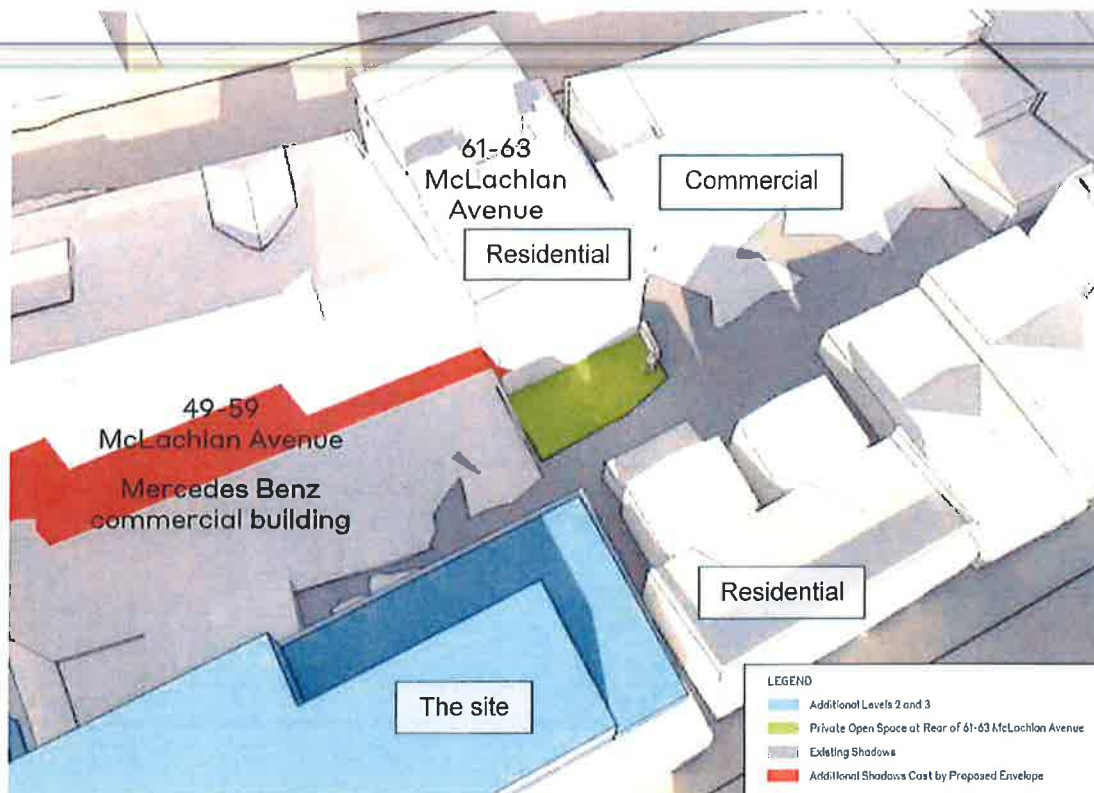 61-63
McLachlan
Avenue
Commercial
Residential
49-59
McLachlan Avenue
Mercedes Benz
commercial building
Residential
The site
LEGEND
Additional Levels 2 and 3
Private Open Space at Rear of 61-63 McLachlan Avenue
Existing Shadows
Additional Shadows Cast by Proposed Envelope